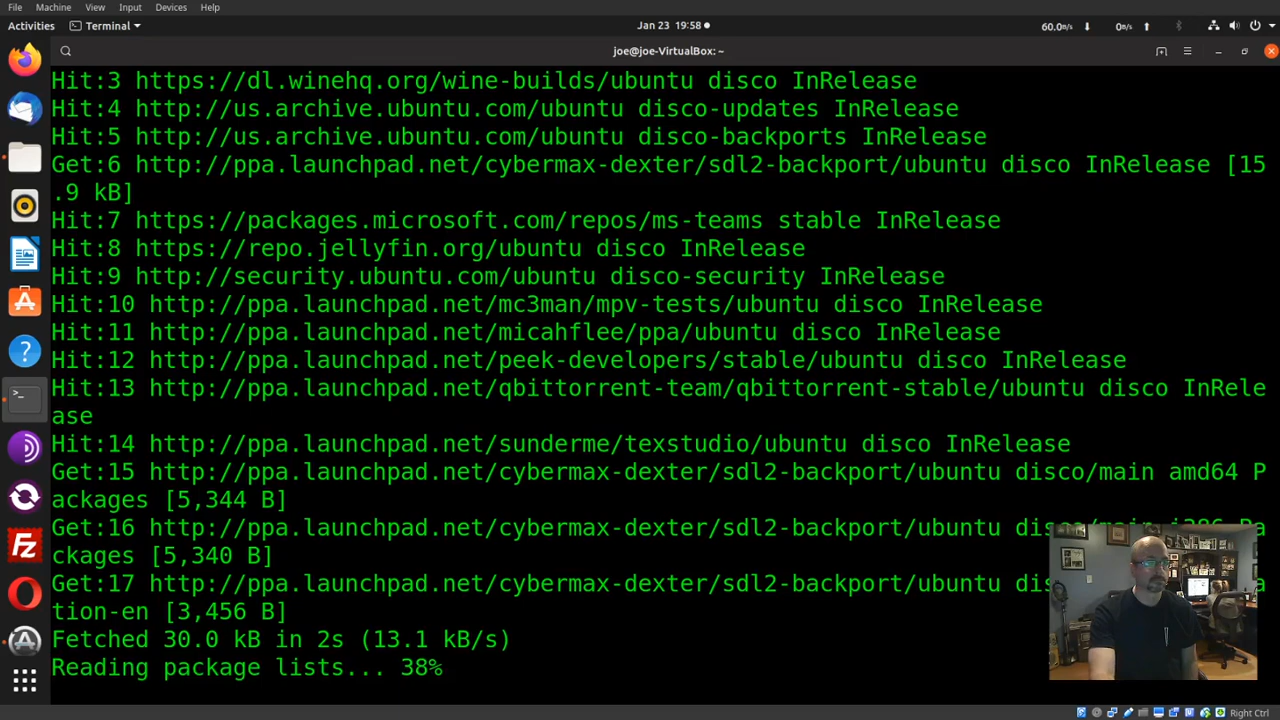 File Machine View Input Devices Help
Activities Terminal Jan 23 19:58 60.0B/s 0B/s
joe@joe-VirtualBox: ~
Hit:3 https://dl.winehq.org/wine-builds/ubuntu disco InRelease
Hit:4 http://us.archive.ubuntu.com/ubuntu disco-updates InRelease
Hit:5 http://us.archive.ubuntu.com/ubuntu disco-backports InRelease
Get:6 http://ppa.launchpad.net/cybermax-dexter/sdl2-backport/ubuntu disco InRelease [15
.9 kB]
Hit:7 https://packages.microsoft.com/repos/ms-teams stable InRelease
Hit:8 https://repo.jellyfin.org/ubuntu disco InRelease
Hit:9 http://security.ubuntu.com/ubuntu disco-security InRelease
Hit:10 http://ppa.launchpad.net/mc3man/mpv-tests/ubuntu disco InRelease
Hit:11 http://ppa.launchpad.net/micahflee/ppa/ubuntu disco InRelease
Hit:12 http://ppa.launchpad.net/peek-developers/stable/ubuntu disco InRelease
Hit:13 http://ppa.launchpad.net/qbittorrent-team/qbittorrent-stable/ubuntu disco InRele
ase
Hit:14 http://ppa.launchpad.net/sunderme/texstudio/ubuntu disco InRelease
Get:15 http://ppa.launchpad.net/cybermax-dexter/sdl2-backport/ubuntu disco/main amd64 P
ackages [5,344 B]
Get:16 http://ppa.launchpad.net/cybermax-dexter/sdl2-backport/ubuntu disco/main i386 Pa
ckages [5,340 B]
Get:17 http://ppa.launchpad.net/cybermax-dexter/sdl2-backport/ubuntu dis a
tion-en [3,456 B]
Fetched 30.0 kB in 2s (13.1 kB/s)
Reading package lists... 38%
Right Ctrl